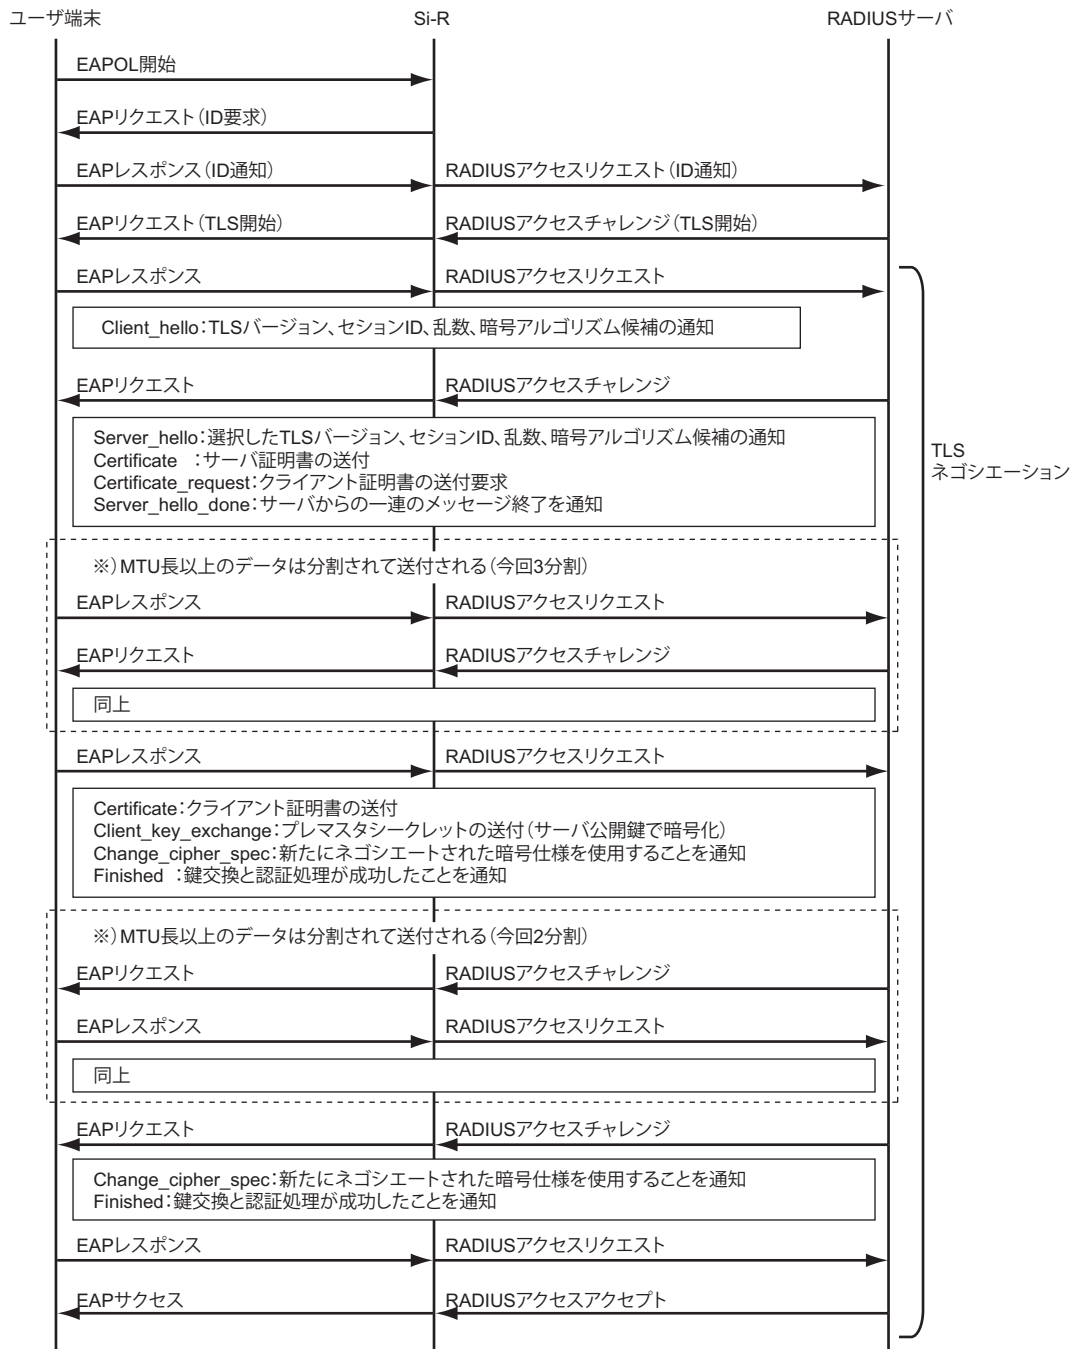 ユーザ端末 Si-R RADIUSサーバ
EAPOL開始
EAPリクエスト（ID要求）
EAPレスポンス（ID通知） RADIUSアクセスリクエスト（ID通知）
EAPリクエスト（TLS開始） RADIUSアクセスチャレンジ（TLS開始）
EAPレスポンス RADIUSアクセスリクエスト
Client_hello：TLSバージョン、セションID、乱数、暗号アルゴリズム候補の通知
EAPリクエスト RADIUSアクセスチャレンジ
Server_hello：選択したTLSバージョン、セションID、乱数、暗号アルゴリズム候補の通知
Certificate ：サーバ証明書の送付
Certificate_request：クライアント証明書の送付要求
Server_hello_done：サーバからの一連のメッセージ終了を通知
TLS
ネゴシエーション
※）MTU長以上のデータは分割されて送付される（今回3分割）
EAPレスポンス RADIUSアクセスリクエスト
EAPリクエスト RADIUSアクセスチャレンジ
同上
EAPレスポンス RADIUSアクセスリクエスト
Certificate：クライアント証明書の送付
Client_key_exchange：プレマスタシークレットの送付（サーバ公開鍵で暗号化）
Change_cipher_spec：新たにネゴシエートされた暗号仕様を使用することを通知
Finished ：鍵交換と認証処理が成功したことを通知
※）MTU長以上のデータは分割されて送付される（今回2分割）
EAPリクエスト RADIUSアクセスチャレンジ
EAPレスポンス RADIUSアクセスリクエスト
同上
EAPリクエスト RADIUSアクセスチャレンジ
Change_cipher_spec：新たにネゴシエートされた暗号仕様を使用することを通知
Finished：鍵交換と認証処理が成功したことを通知
EAPレスポンス RADIUSアクセスリクエスト
EAPサクセス RADIUSアクセスアクセプト